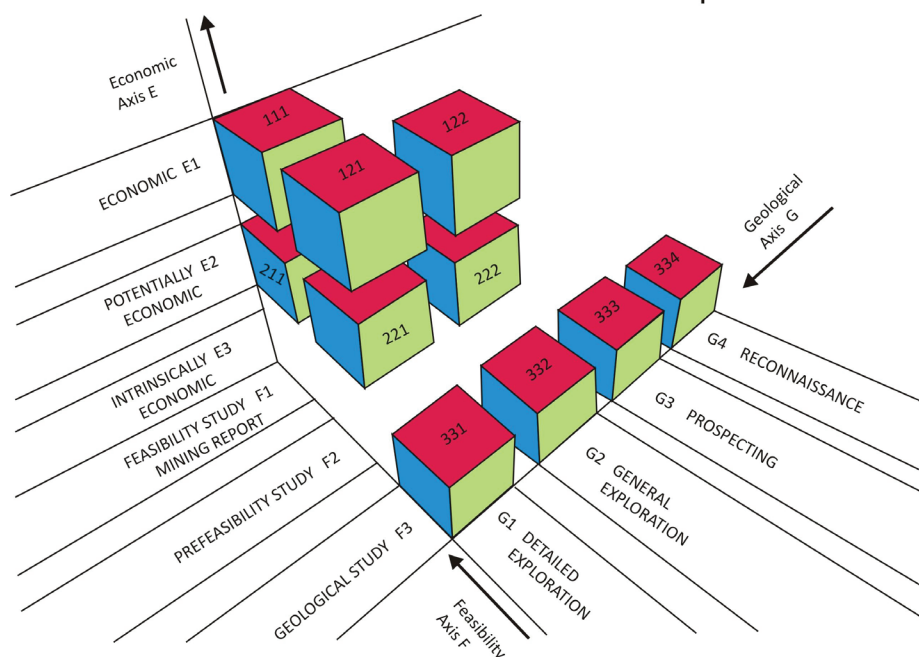 Economic
Axis E
ECONOMIC E1
POTENTIALLY E2
ECONOMIC
INTRINSICALLY E3
ECONOMIC
FEASIBILITY STUDY F1
MINING REPORT
PREFEASIBILITY STUDY F2
GEOLOGICAL STUDY F3
111
122
121
211
222
221
334
333
332
331
Geological
Axis G
G4 RECONNAISSANCE
G3 PROSPECTING
G2 GENERAL
EXPLORATION
G1 DETAILED
EXPLORATION
Feasibility
Axis F